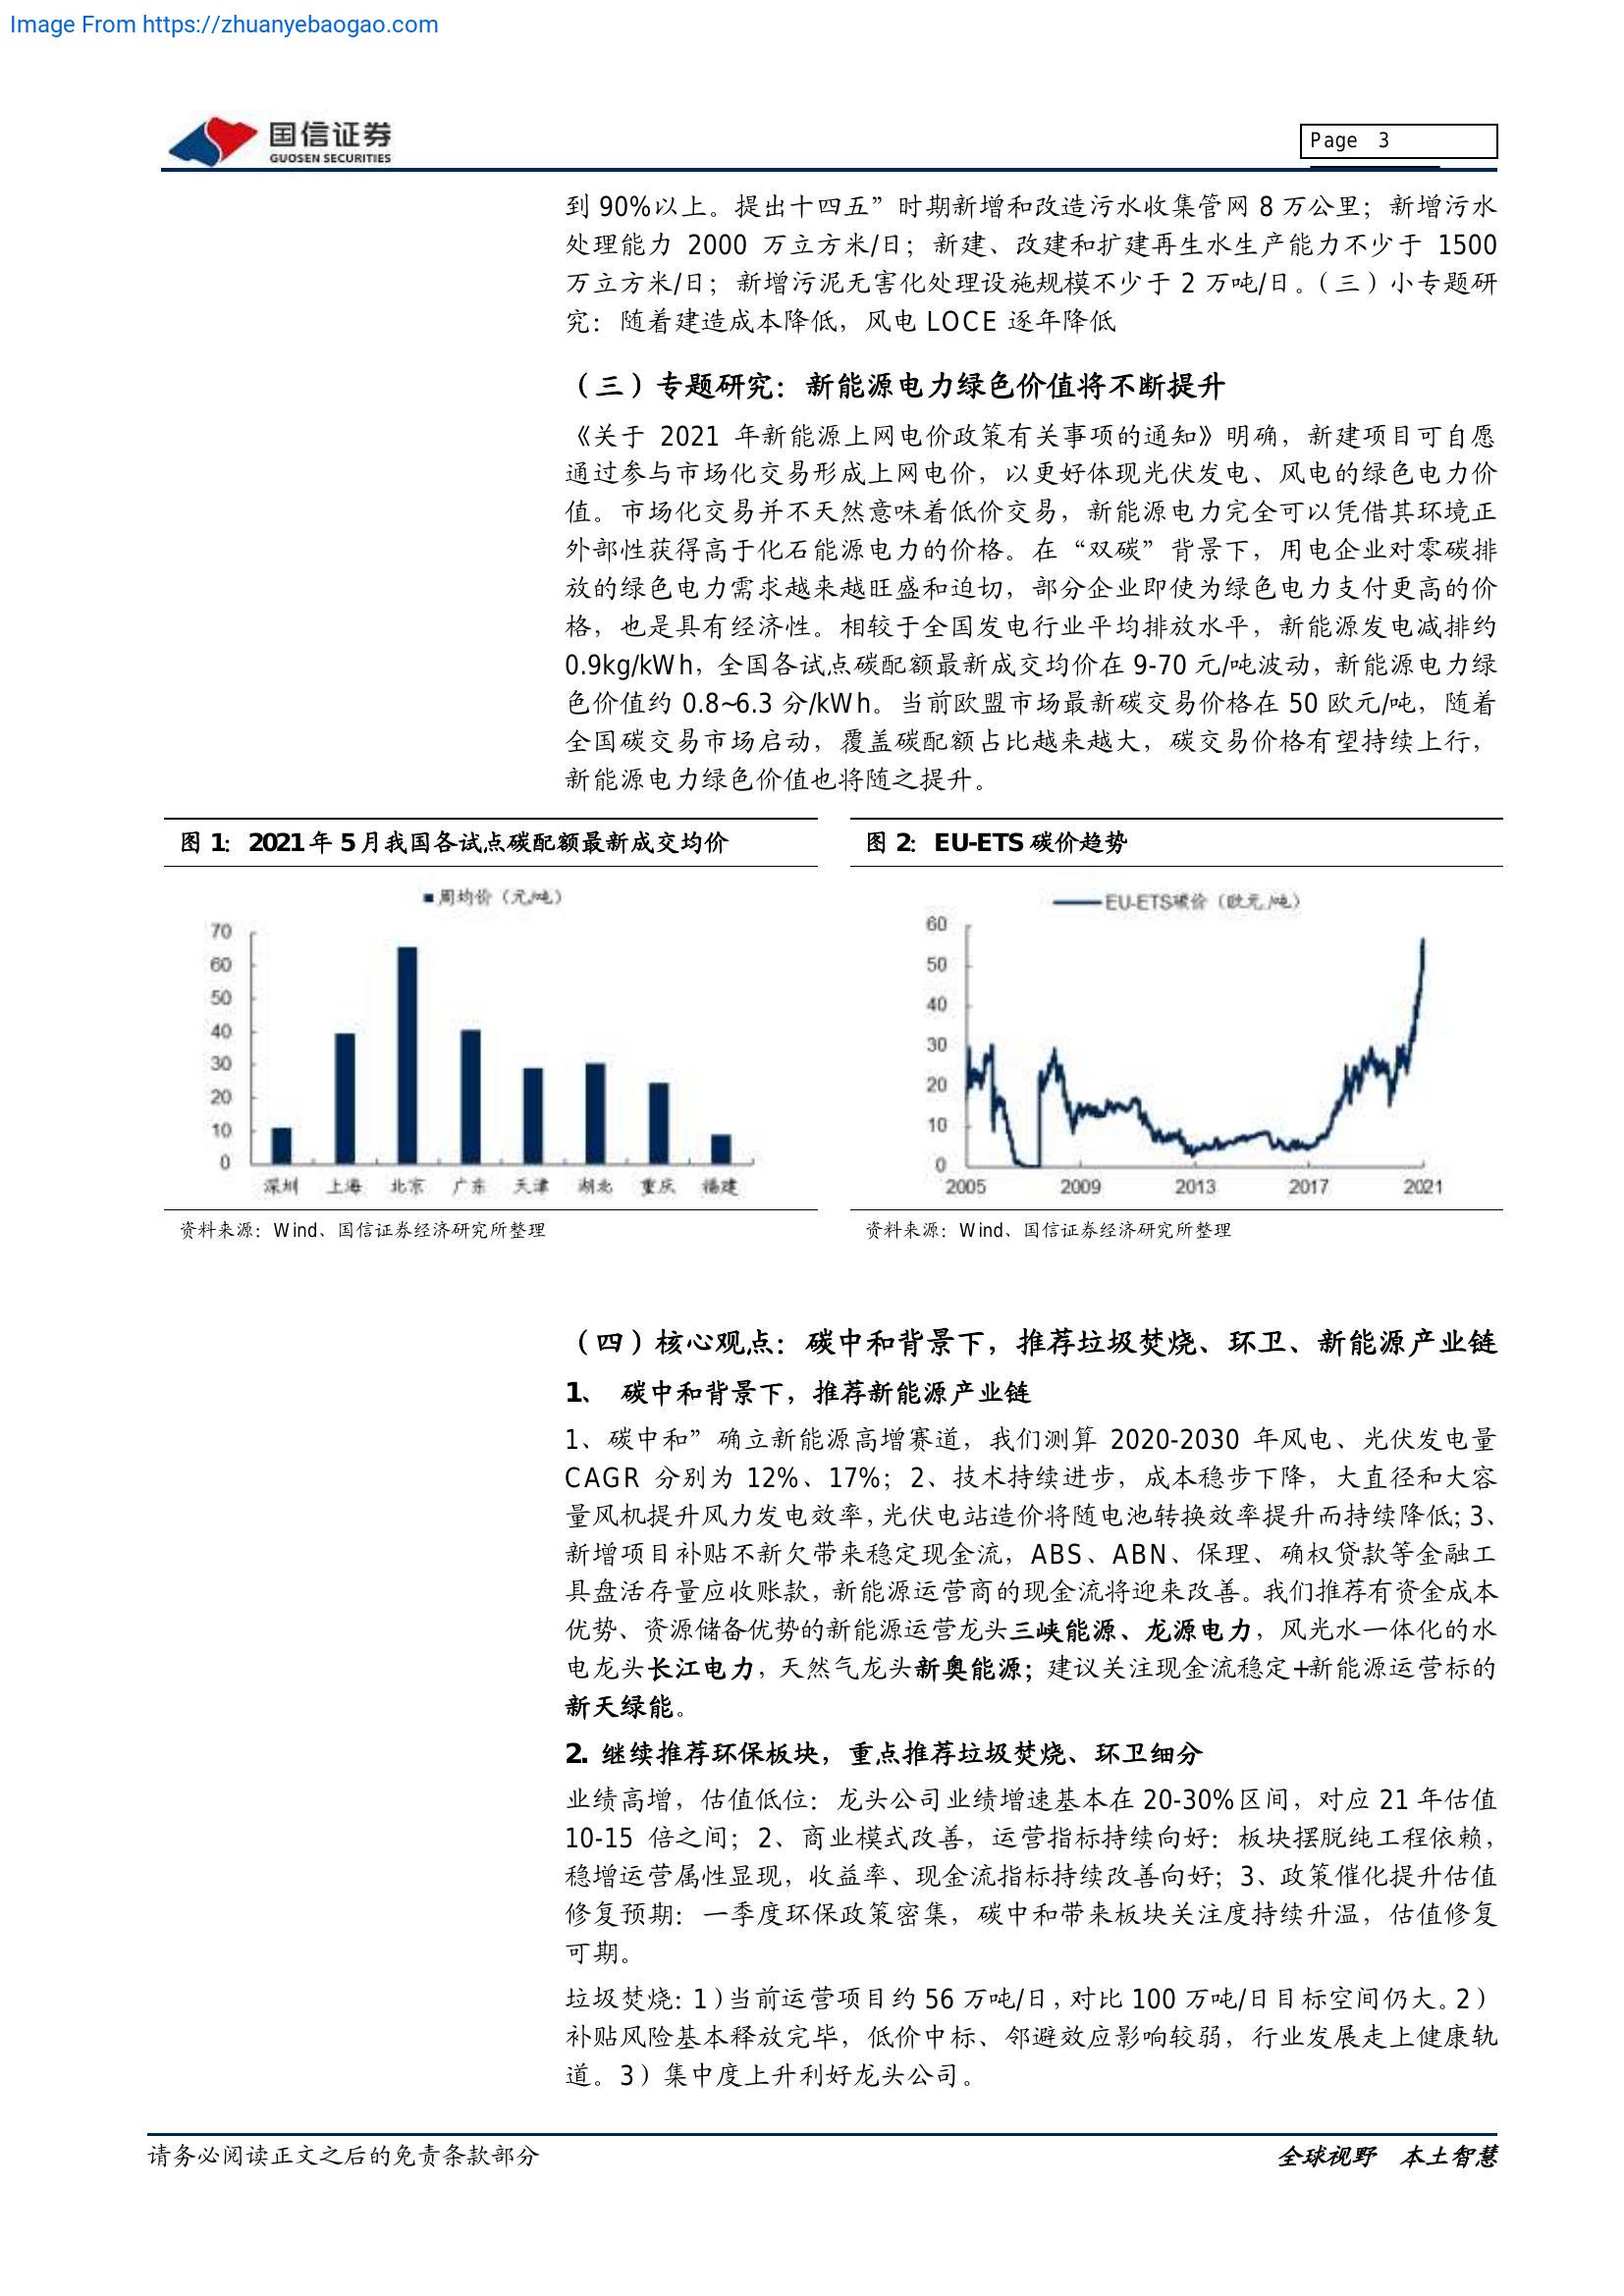 Image From https://zhuanyebaogao.com
国信证券
GUOSEN SECURITIES
Page 3
到 90%以上。提出十四五”时期新增和改造污水收集管网 8 万公里；新增污水
处理能力 2000 万立方米/日；新建、改建和扩建再生水生产能力不少于 1500
万立方米/日；新增污泥无害化处理设施规模不少于 2 万吨/日。（三）小专题研
究：随着建造成本降低，风电 LOCE 逐年降低
（三）专题研究：新能源电力绿色价值将不断提升
《关于 2021 年新能源上网电价政策有关事项的通知》明确，新建项目可自愿
通过参与市场化交易形成上网电价，以更好体现光伏发电、风电的绿色电力价
值。市场化交易并不天然意味着低价交易，新能源电力完全可以凭借其环境正
外部性获得高于化石能源电力的价格。在“双碳”背景下，用电企业对零碳排
放的绿色电力需求越来越旺盛和迫切，部分企业即使为绿色电力支付更高的价
格，也是具有经济性。相较于全国发电行业平均排放水平，新能源发电减排约
0.9kg/kWh，全国各试点碳配额最新成交均价在 9-70 元/吨波动，新能源电力绿
色价值约 0.8~6.3 分/kWh。当前欧盟市场最新碳交易价格在 50 欧元/吨，随着
全国碳交易市场启动，覆盖碳配额占比越来越大，碳交易价格有望持续上行，
新能源电力绿色价值也将随之提升。
图 1：2021 年 5 月我国各试点碳配额最新成交均价
周均价（元/吨）
70
60
50
40
30
20
10
0
深圳 上海 北京 广东 天津 湖北 重庆 福建
资料来源：Wind、国信证券经济研究所整理
图 2：EU-ETS 碳价趋势
EU-ETS碳价（欧元/吨）
60
50
40
30
20
10
0
2005 2009 2013 2017 2021
资料来源：Wind、国信证券经济研究所整理
（四）核心观点：碳中和背景下，推荐垃圾焚烧、环卫、新能源产业链
1、 碳中和背景下，推荐新能源产业链
1、碳中和”确立新能源高增赛道，我们测算 2020-2030 年风电、光伏发电量
CAGR 分别为 12%、17%；2、技术持续进步，成本稳步下降，大直径和大容
量风机提升风力发电效率，光伏电站造价将随电池转换效率提升而持续降低；3、
新增项目补贴不新欠带来稳定现金流，ABS、ABN、保理、确权贷款等金融工
具盘活存量应收账款，新能源运营商的现金流将迎来改善。我们推荐有资金成本
优势、资源储备优势的新能源运营龙头三峡能源、龙源电力，风光水一体化的水
电龙头长江电力，天然气龙头新奥能源；建议关注现金流稳定+新能源运营标的
新天绿能。
2. 继续推荐环保板块，重点推荐垃圾焚烧、环卫细分
业绩高增，估值低位：龙头公司业绩增速基本在 20-30%区间，对应 21 年估值
10-15 倍之间；2、商业模式改善，运营指标持续向好：板块摆脱纯工程依赖，
稳增运营属性显现，收益率、现金流指标持续改善向好；3、政策催化提升估值
修复预期：一季度环保政策密集，碳中和带来板块关注度持续升温，估值修复
可期。
垃圾焚烧：1）当前运营项目约 56 万吨/日，对比 100 万吨/日目标空间仍大。2）
补贴风险基本释放完毕，低价中标、邻避效应影响较弱，行业发展走上健康轨
道。3）集中度上升利好龙头公司。
请务必阅读正文之后的免责条款部分
全球视野 本土智慧